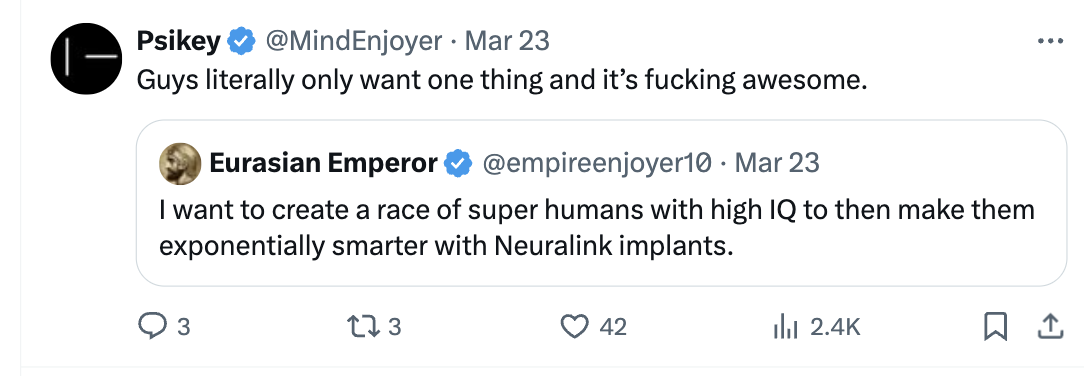 Psikey @MindEnjoyer · Mar 23
Guys literally only want one thing and it’s fucking awesome.
Eurasian Emperor @empireenjoyer10 · Mar 23
I want to create a race of super humans with high IQ to then make them
exponentially smarter with Neuralink implants.
3 3 42 2.4K